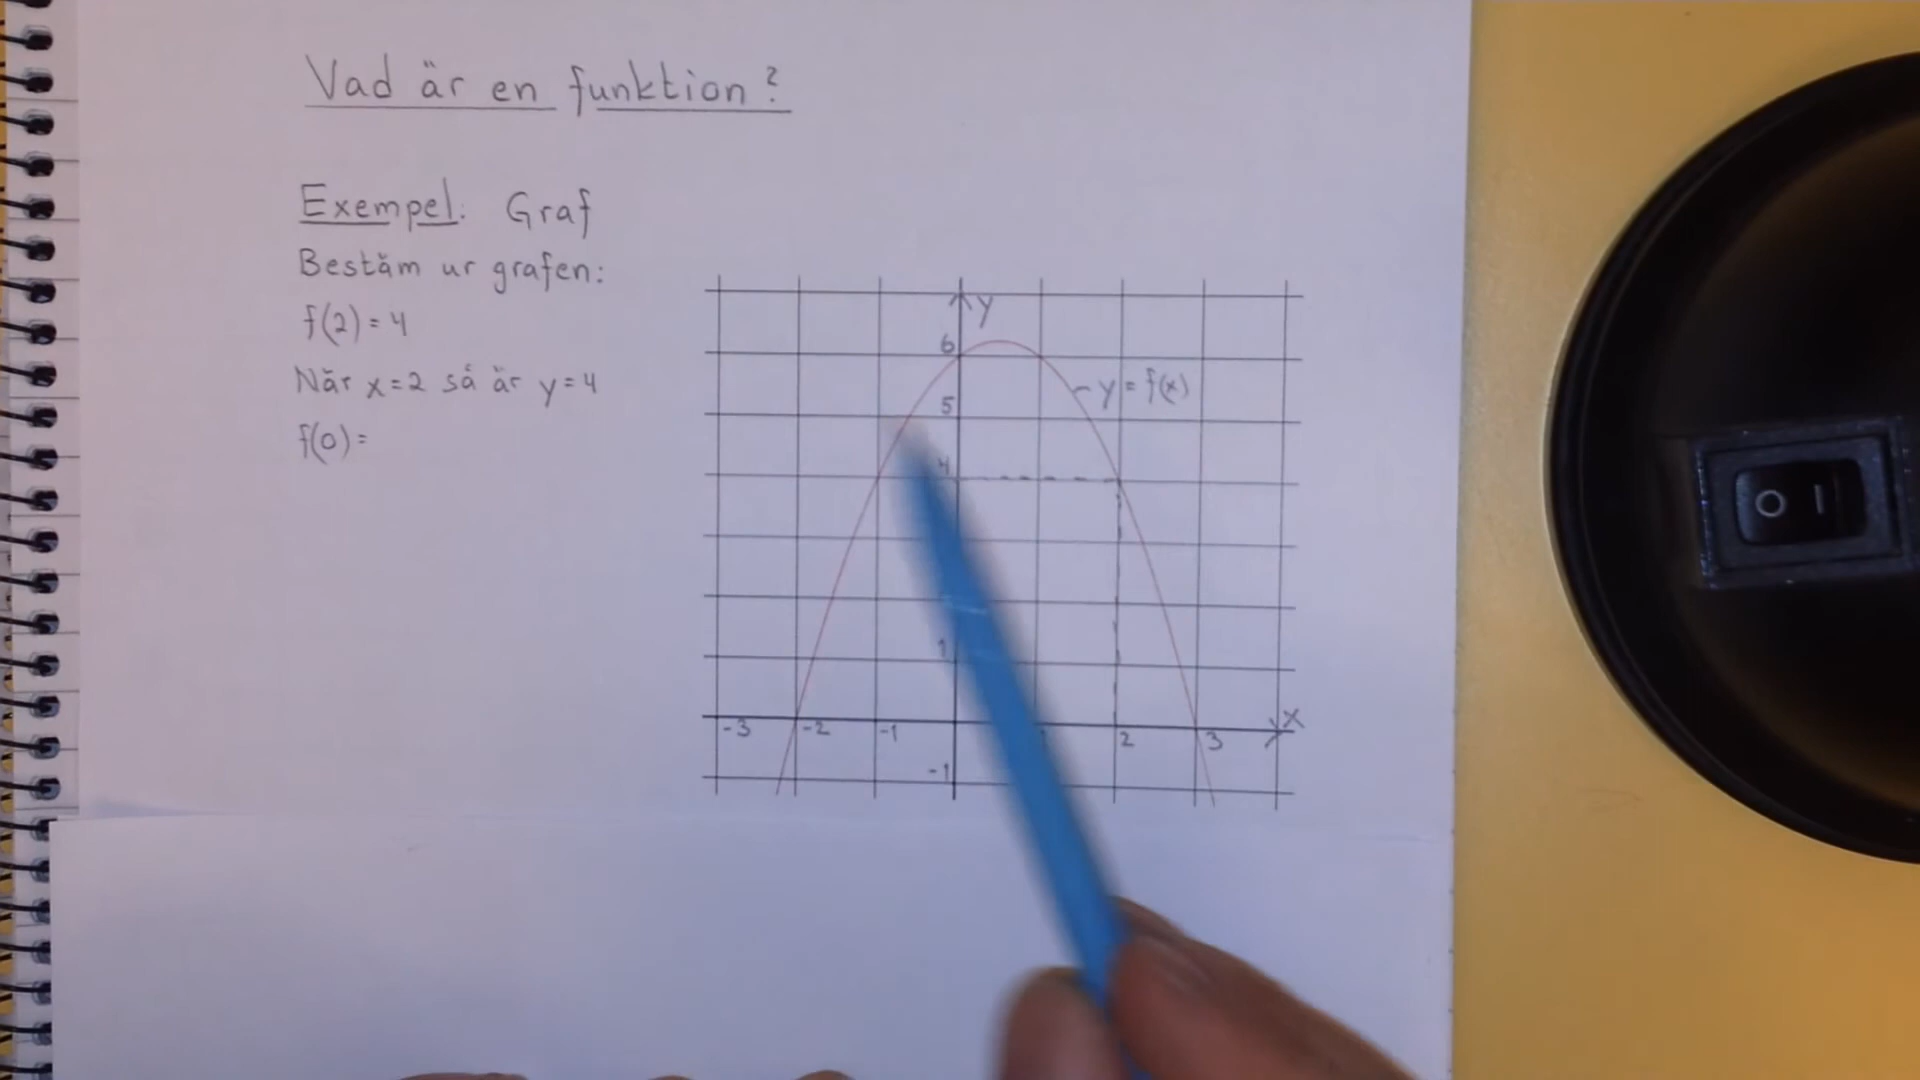 Vad är en funktion?
Exempel: Graf
Bestäm ur grafen:
f(2) = 4
När x=2 så är y=4
f(0) =
y
6
y = f(x)
5
4
1
-3 -2 -1 2 3 x
-1
O I